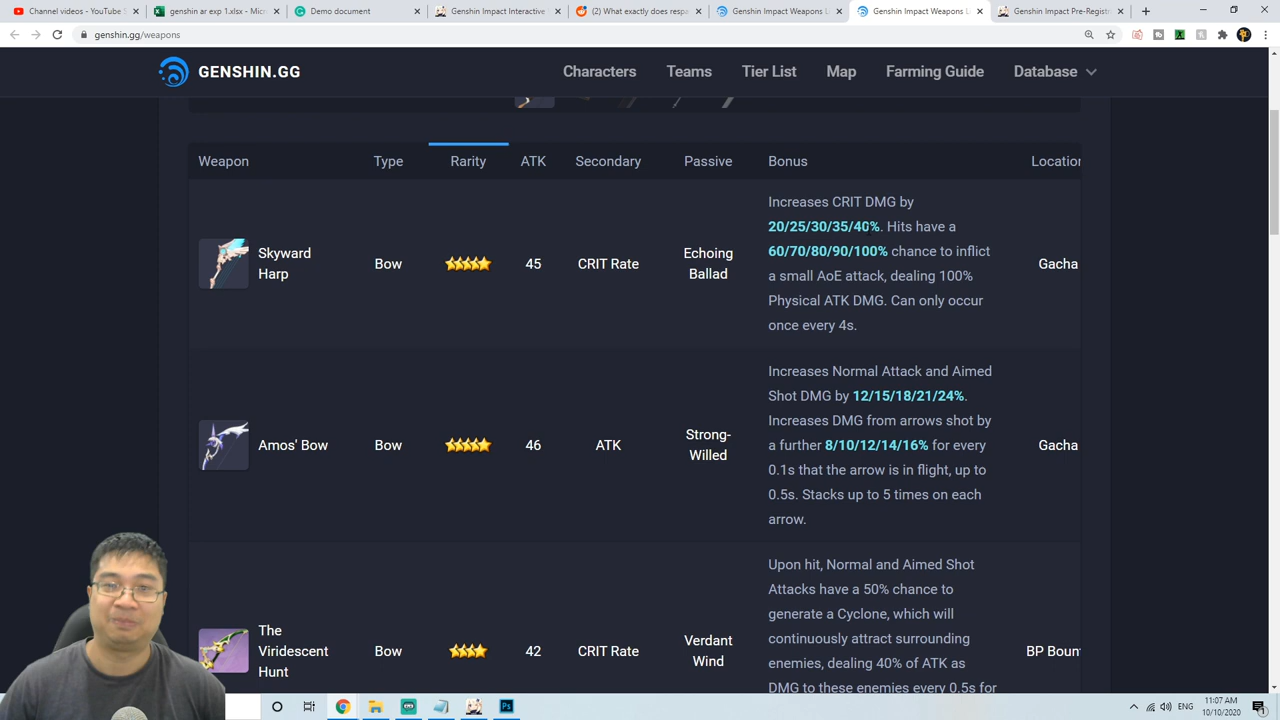 Channel videos - YouTube S
genshin ar exp 1.xlsx - Micro
Demo document
Genshin Impact Interactive
(2) What exactly does respa
Genshin Impact Weapons Li
Genshin Impact Weapons Li
Genshin Impact Pre-Registr
genshin.gg/weapons
GENSHIN.GG
Characters
Teams
Tier List
Map
Farming Guide
Database
Weapon
Type
Rarity
ATK
Secondary
Passive
Bonus
Location
Skyward
Harp
Bow
45
CRIT Rate
Echoing
Ballad
Increases CRIT DMG by
20/25/30/35/40%. Hits have a
60/70/80/90/100% chance to inflict
a small AoE attack, dealing 100%
Physical ATK DMG. Can only occur
once every 4s.
Gacha
Amos' Bow
Bow
46
ATK
Strong-
Willed
Increases Normal Attack and Aimed
Shot DMG by 12/15/18/21/24%.
Increases DMG from arrows shot by
a further 8/10/12/14/16% for every
0.1s that the arrow is in flight, up to
0.5s. Stacks up to 5 times on each
arrow.
Gacha
The
Viridescent
Hunt
Bow
42
CRIT Rate
Verdant
Wind
Upon hit, Normal and Aimed Shot
Attacks have a 50% chance to
generate a Cyclone, which will
continuously attract surrounding
enemies, dealing 40% of ATK as
DMG to these enemies every 0.5s for
BP Bount
ENG
11:07 AM
10/10/2020